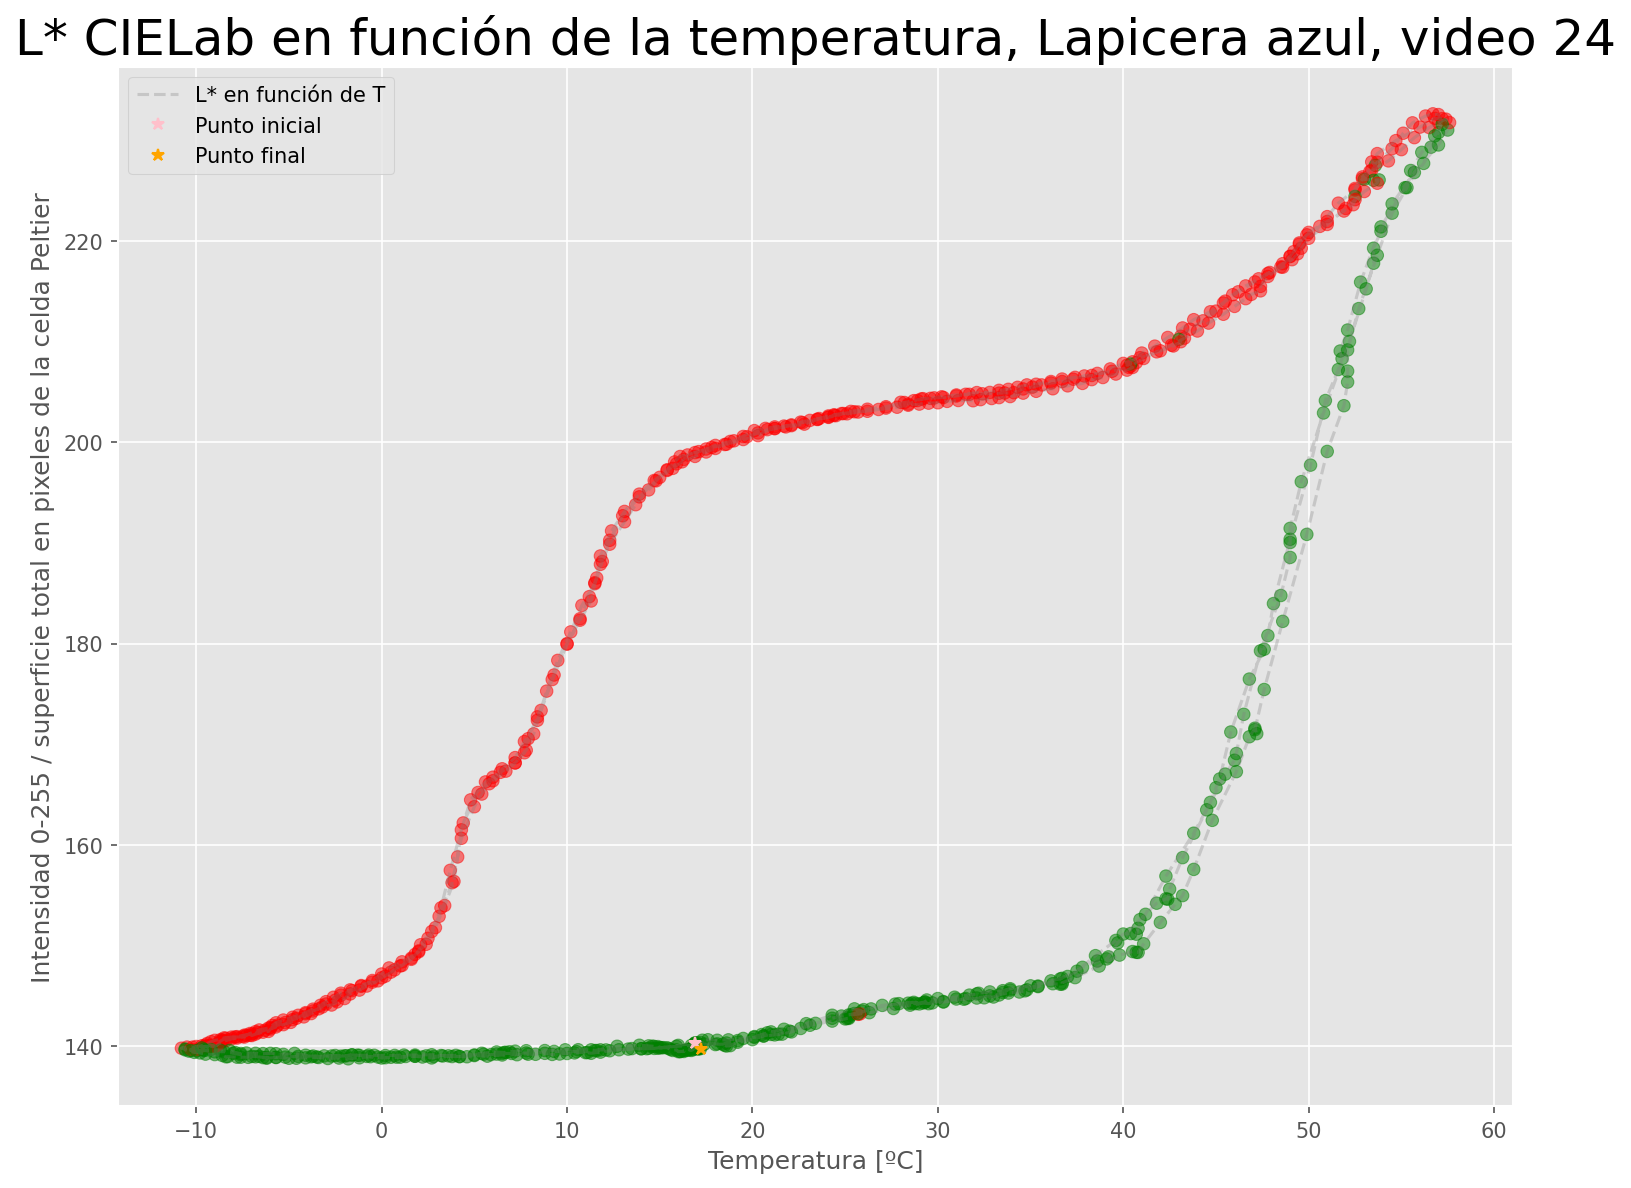 L* CIELab en función de la temperatura, Lapicera azul, video 24
L* en función de T
Punto inicial
Punto final
Intensidad 0-255 / superficie total en pixeles de la celda Peltier
220
200
180
160
140
−10
0
10
20
30
40
50
60
Temperatura [ºC]